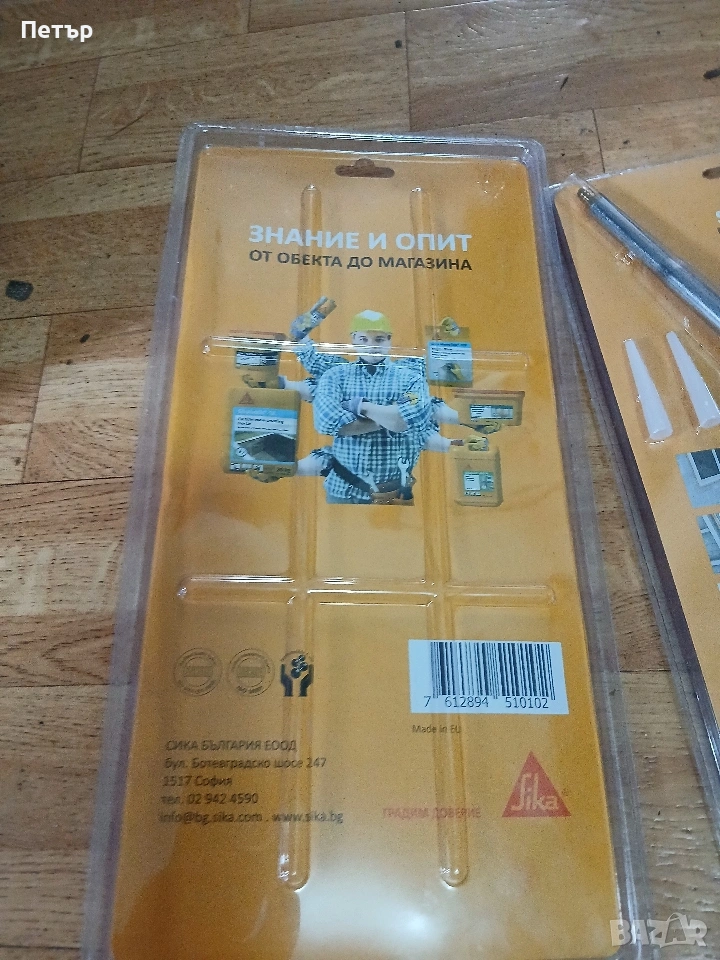 Петър
ЗНАНИЕ И ОПИТ
ОТ ОБЕКТА ДО МАГАЗИНА
7 612894 510102
Made in EU
СИКА БЪЛГАРИЯ ЕООД
бул. Ботевградско шосе 247
1517 София
тел. 02 942 4590
info@bg.sika.com . www.sika.bg
ГРАДИМ ДОВЕРИЕ
Sika®
BAZAR